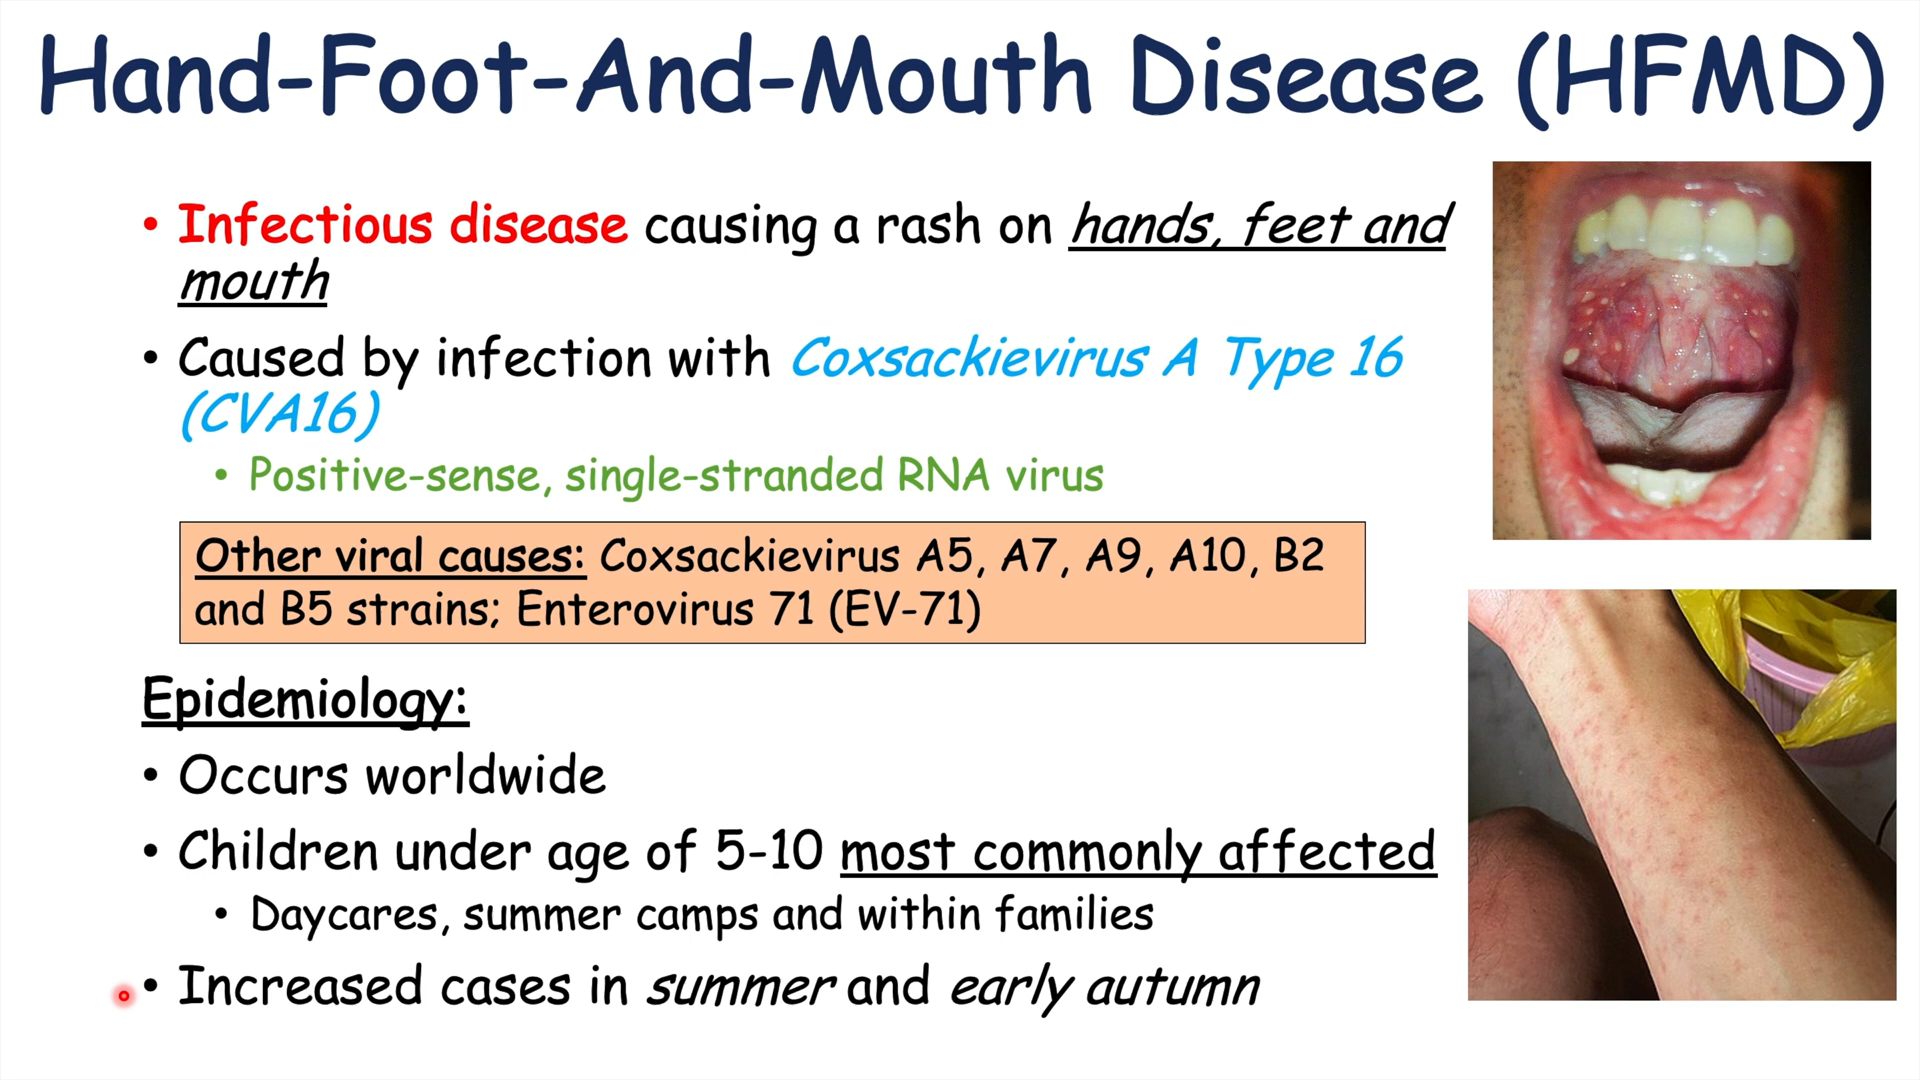 Hand-Foot-And-Mouth Disease (HFMD)
• Infectious disease causing a rash on hands, feet and
mouth
• Caused by infection with Coxsackievirus A Type 16
(CVA16)
• Positive-sense, single-stranded RNA virus
Other viral causes: Coxsackievirus A5, A7, A9, A10, B2
and B5 strains; Enterovirus 71 (EV-71)
Epidemiology:
• Occurs worldwide
• Children under age of 5-10 most commonly affected
• Daycares, summer camps and within families
• Increased cases in summer and early autumn